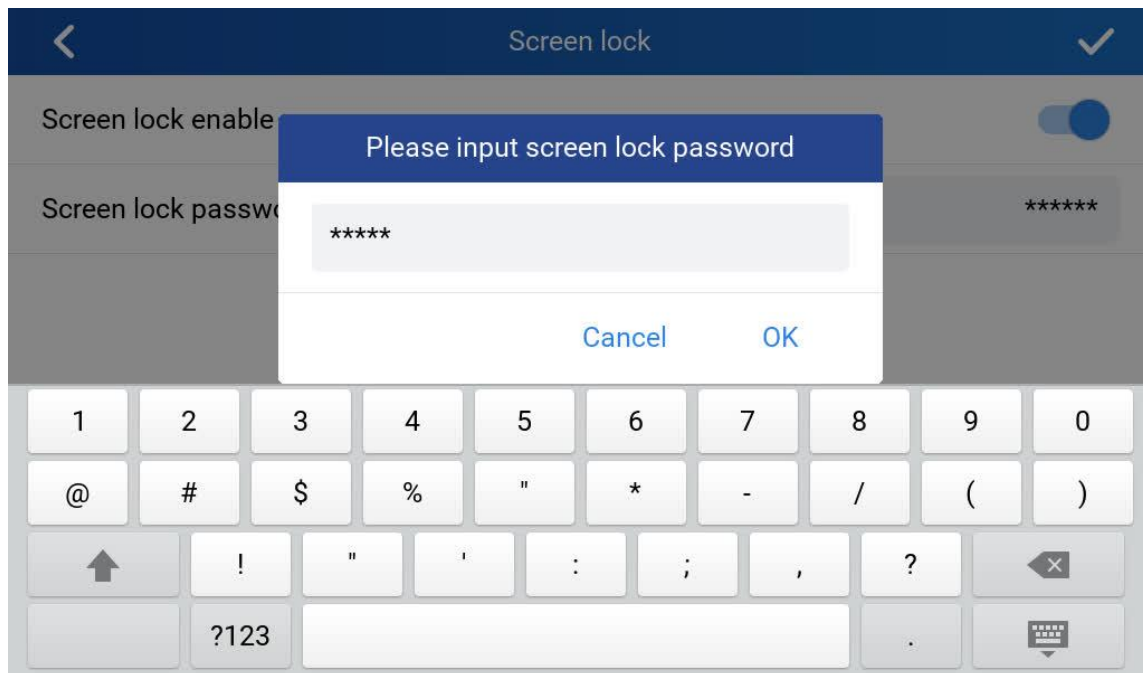 Screen lock
Screen lock enable
Please input screen lock password
Screen lock passwo
******
*****
Cancel OK
1 2 3 4 5 6 7 8 9 0
@ # $ % " * - / ( )
! " ' : ; , ?
?123 .